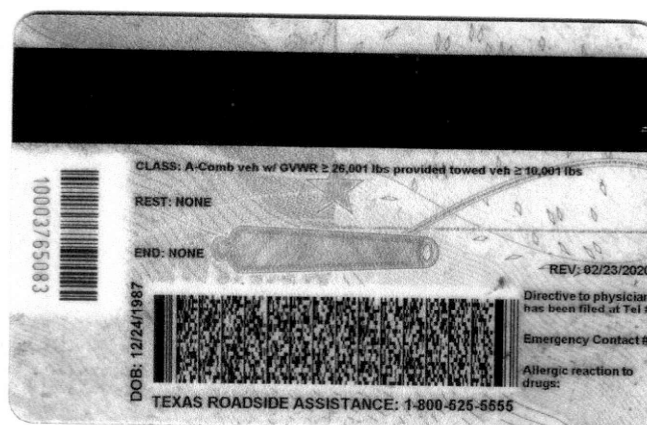 CLASS: A-Comb veh w/ GVWR ≥ 26,001 lbs provided towed veh ≥ 10,001 lbs
REST: NONE
END: NONE
REV: 02/23/2020
10003765083
DOB: 12/24/1987
Directive to physician
has been filed at Tel #
Emergency Contact #
Allergic reaction to
drugs:
TEXAS ROADSIDE ASSISTANCE: 1-800-525-5555